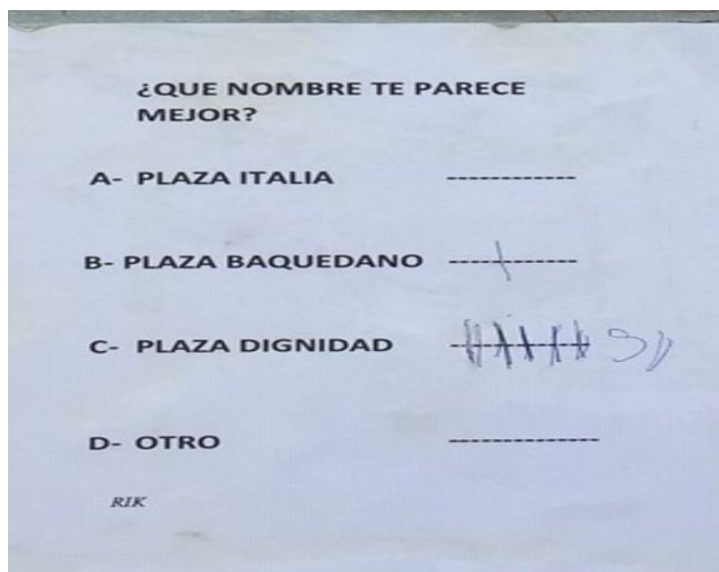 ¿QUE NOMBRE TE PARECE
MEJOR?
A- PLAZA ITALIA ------------
B- PLAZA BAQUEDANO ------------
C- PLAZA DIGNIDAD ------------
D- OTRO --------------
RIK